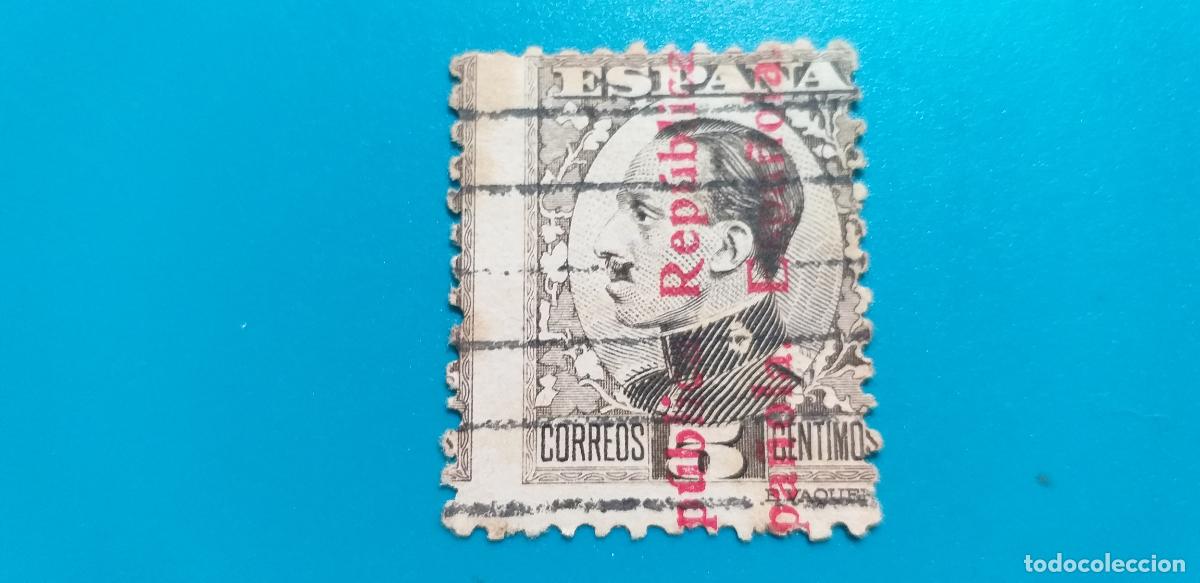 ESPAÑA
República
Española.
pública
pañola.
CORREOS 5 CENTIMOS
E. VAQUER
todocoleccion